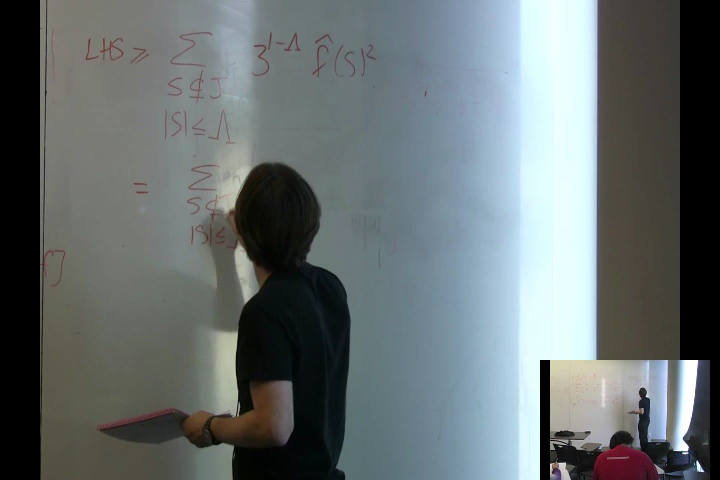 LHS ≥ ∑ 3^{1-Λ} f̂(S)²
S ⊄ J
|S| ≤ Λ
= ∑
S ⊄
|S| ≤
f]